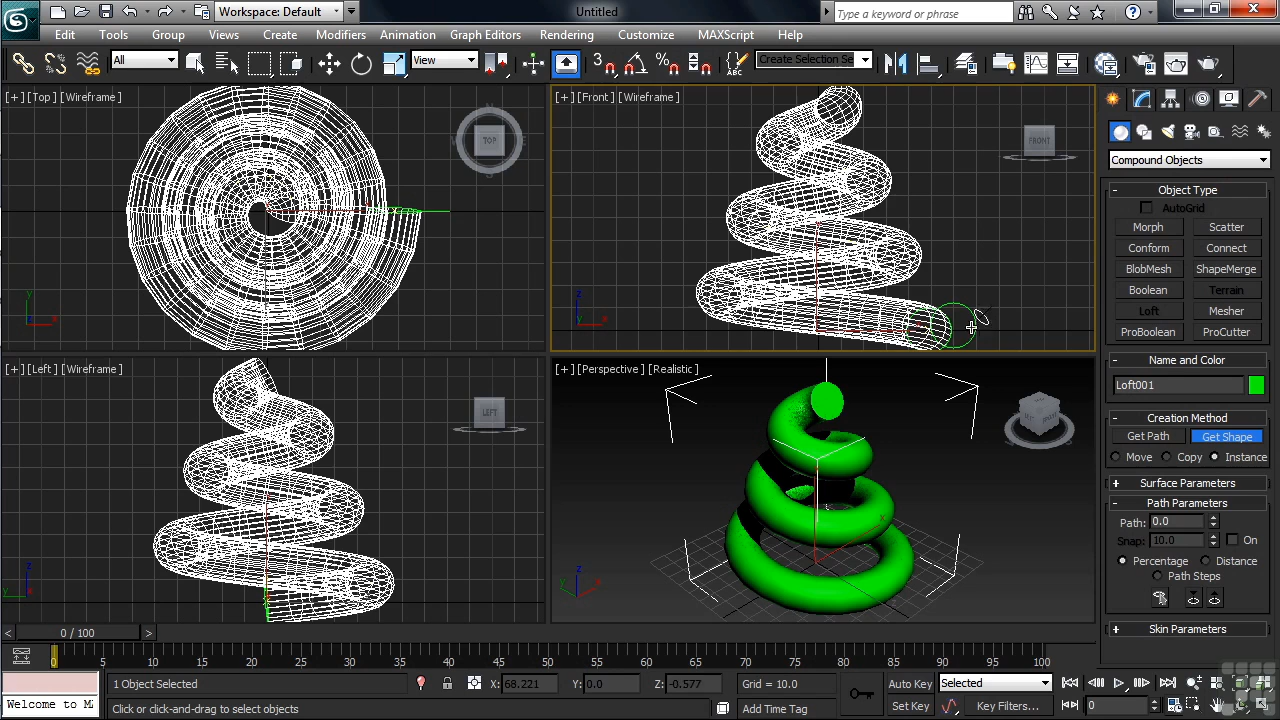 Workspace: Default
Untitled
Type a keyword or phrase
Edit Tools Group Views Create Modifiers Animation Graph Editors Rendering Customize MAXScript Help
All
View
3
%
ABC
Create Selection Se
[+] [Top] [Wireframe]
TOP
[+] [Front] [Wireframe]
FRONT
Compound Objects
- Object Type
AutoGrid
Morph Scatter
Conform Connect
BlobMesh ShapeMerge
Boolean Terrain
Loft Mesher
ProBoolean ProCutter
y x
z x
[+] [Left] [Wireframe]
LEFT
[+] [Perspective] [Realistic]
- Name and Color
Loft001
- Creation Method
Get Path Get Shape
Move Copy Instance
+ Surface Parameters
- Path Parameters
Path: 0.0
Snap: 10.0 On
Percentage Distance
Path Steps
z y
z y x
+ Skin Parameters
< 0 / 100 >
0 5 10 15 20 25 30 35 40 45 50 55 60 65 70 75 80 85 90 95 100
1 Object Selected
X: 68.221 Y: 0.0 Z: -0.577 Grid = 10.0
Auto Key Selected
Welcome to MA
Click or click-and-drag to select objects
Add Time Tag
Set Key Key Filters... 0